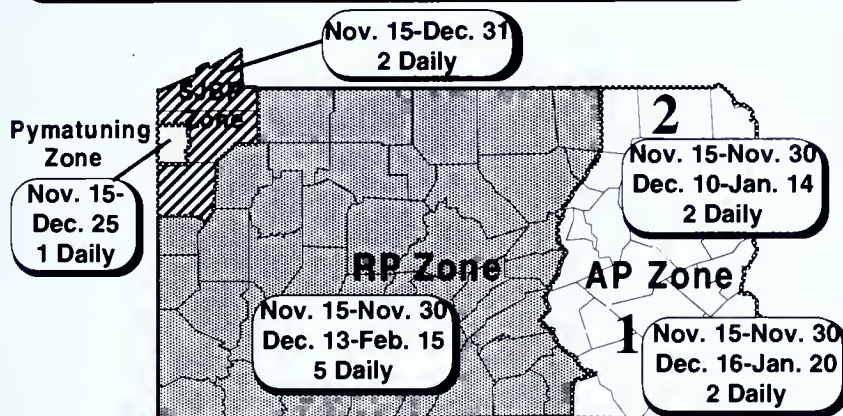 Nov. 15-Dec. 31
2 Daily
SJBP
Zone
Pymatuning
Zone
Nov. 15-
Dec. 25
1 Daily
2
Nov. 15-Nov. 30
Dec. 10-Jan. 14
2 Daily
RP Zone
AP Zone
Nov. 15-Nov. 30
Dec. 13-Feb. 15
5 Daily
1
Nov. 15-Nov. 30
Dec. 16-Jan. 20
2 Daily